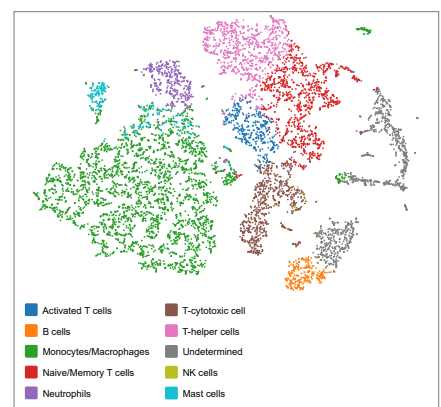 Activated T cells
B cells
Monocytes/Macrophages
Naive/Memory T cells
Neutrophils
T-cytotoxic cell
T-helper cells
Undetermined
NK cells
Mast cells